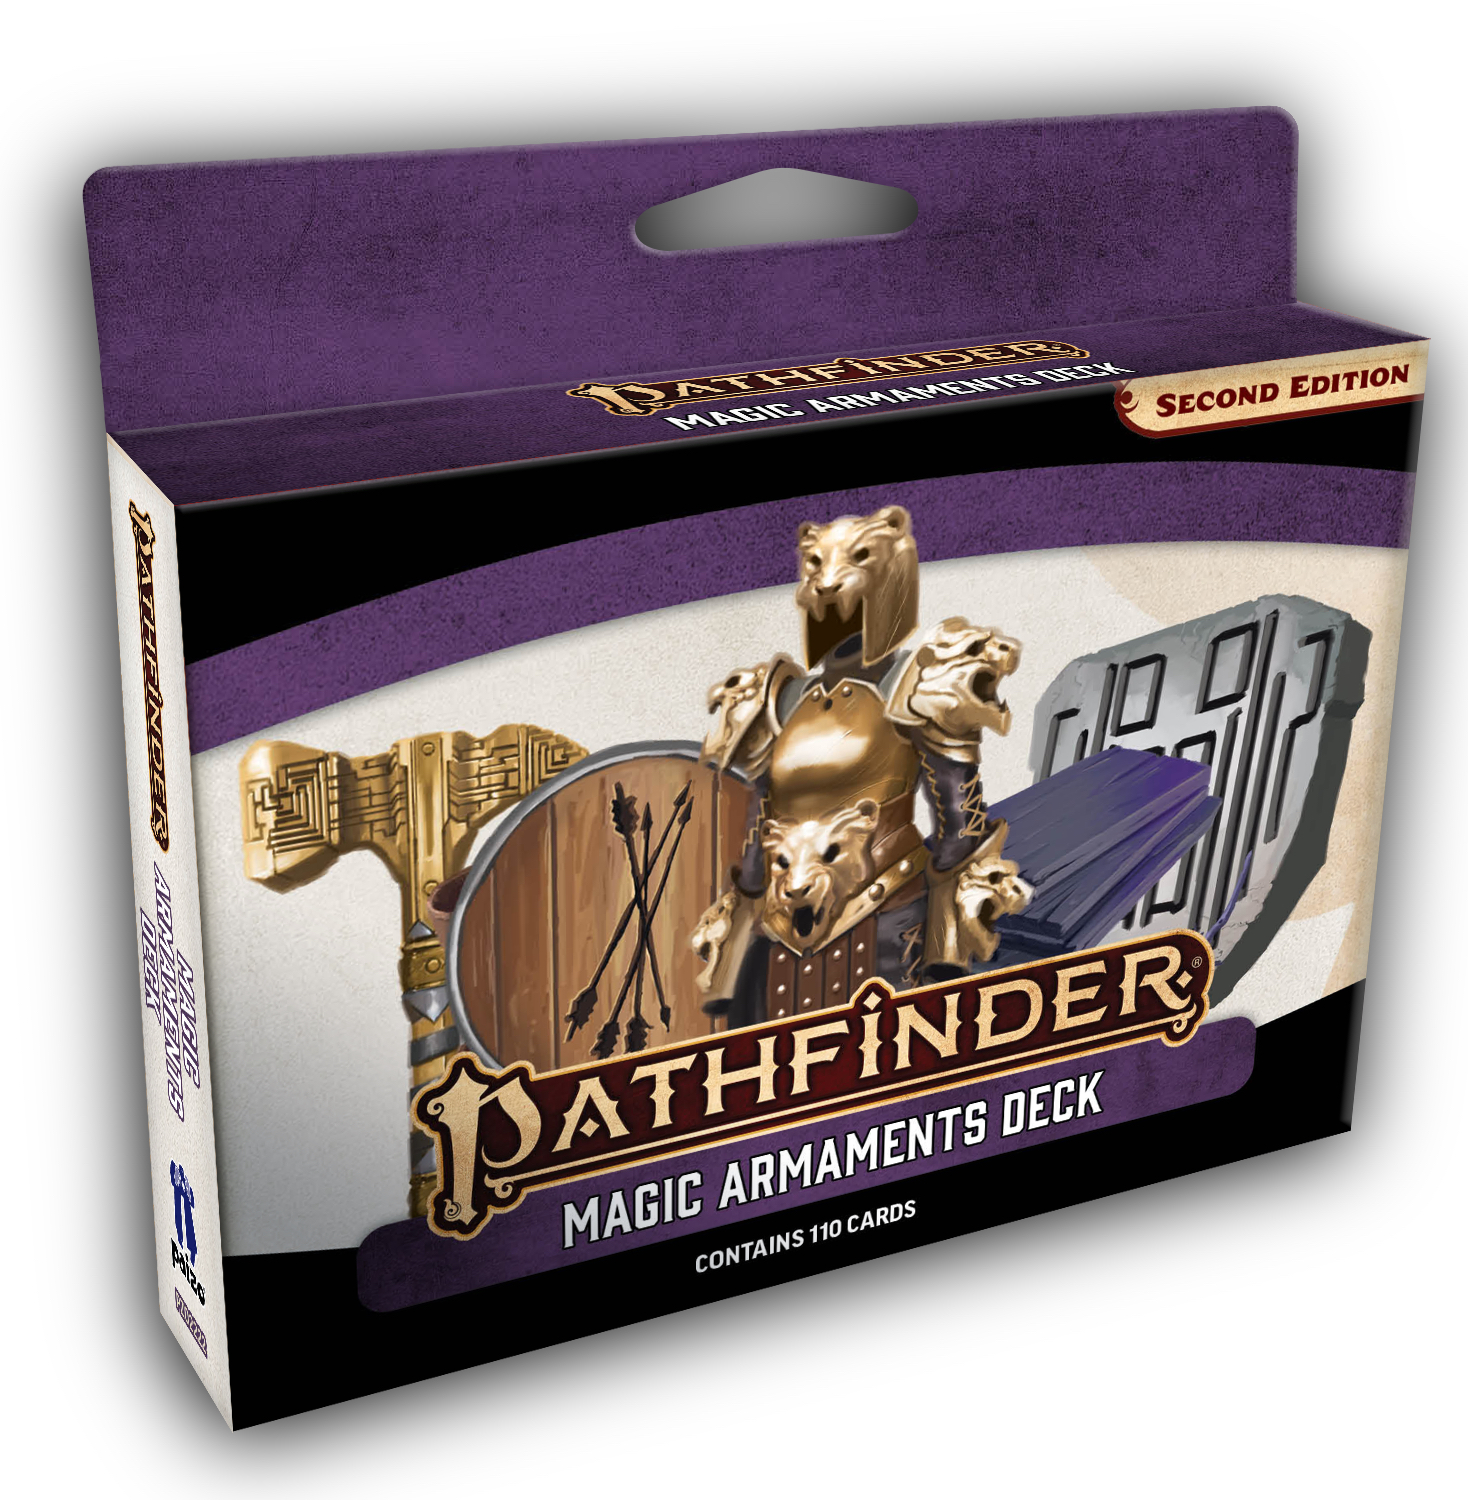 PATHFINDER
MAGIC ARMAMENTS DECK
SECOND EDITION
PATHFINDER
MAGIC
ARMAMENTS
DECK
paizo
PATHFINDER®
MAGIC ARMAMENTS DECK
CONTAINS 110 CARDS